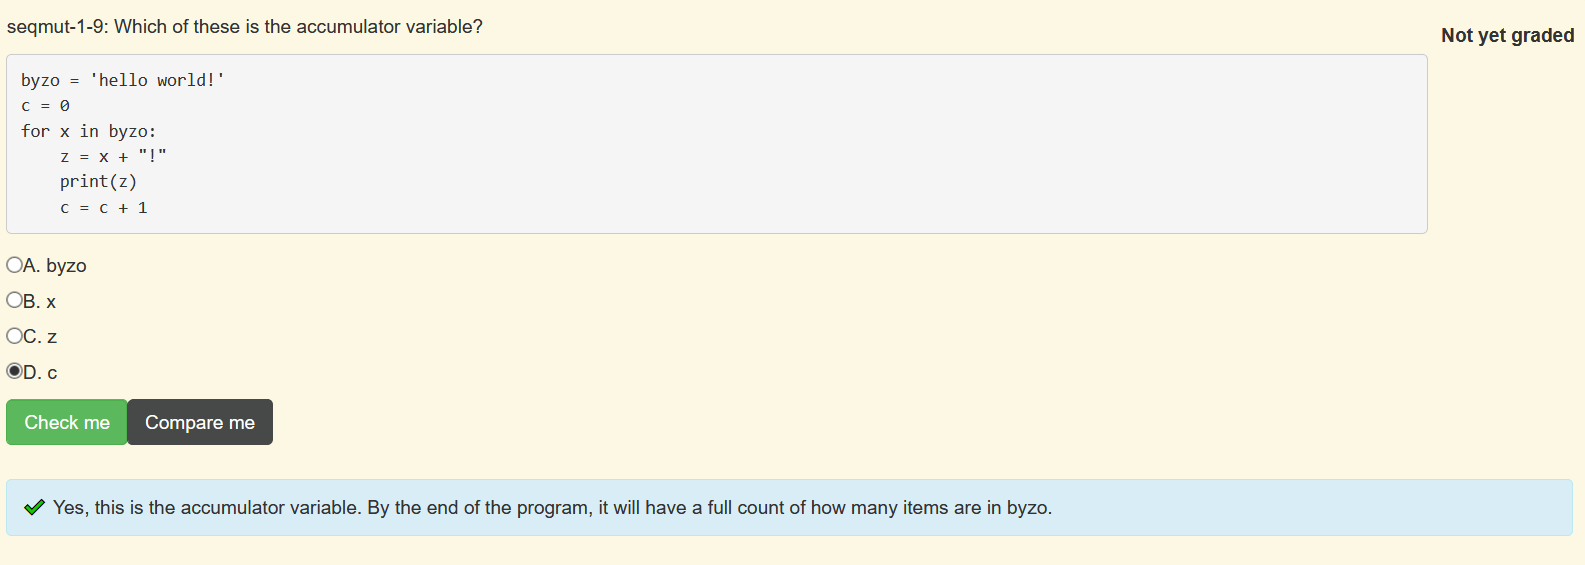 seqmut-1-9: Which of these is the accumulator variable?
Not yet graded
byzo = 'hello world!'
c = 0
for x in byzo:
    z = x + "!"
    print(z)
    c = c + 1
A. byzo
B. x
C. z
D. c
Check me Compare me
Yes, this is the accumulator variable. By the end of the program, it will have a full count of how many items are in byzo.